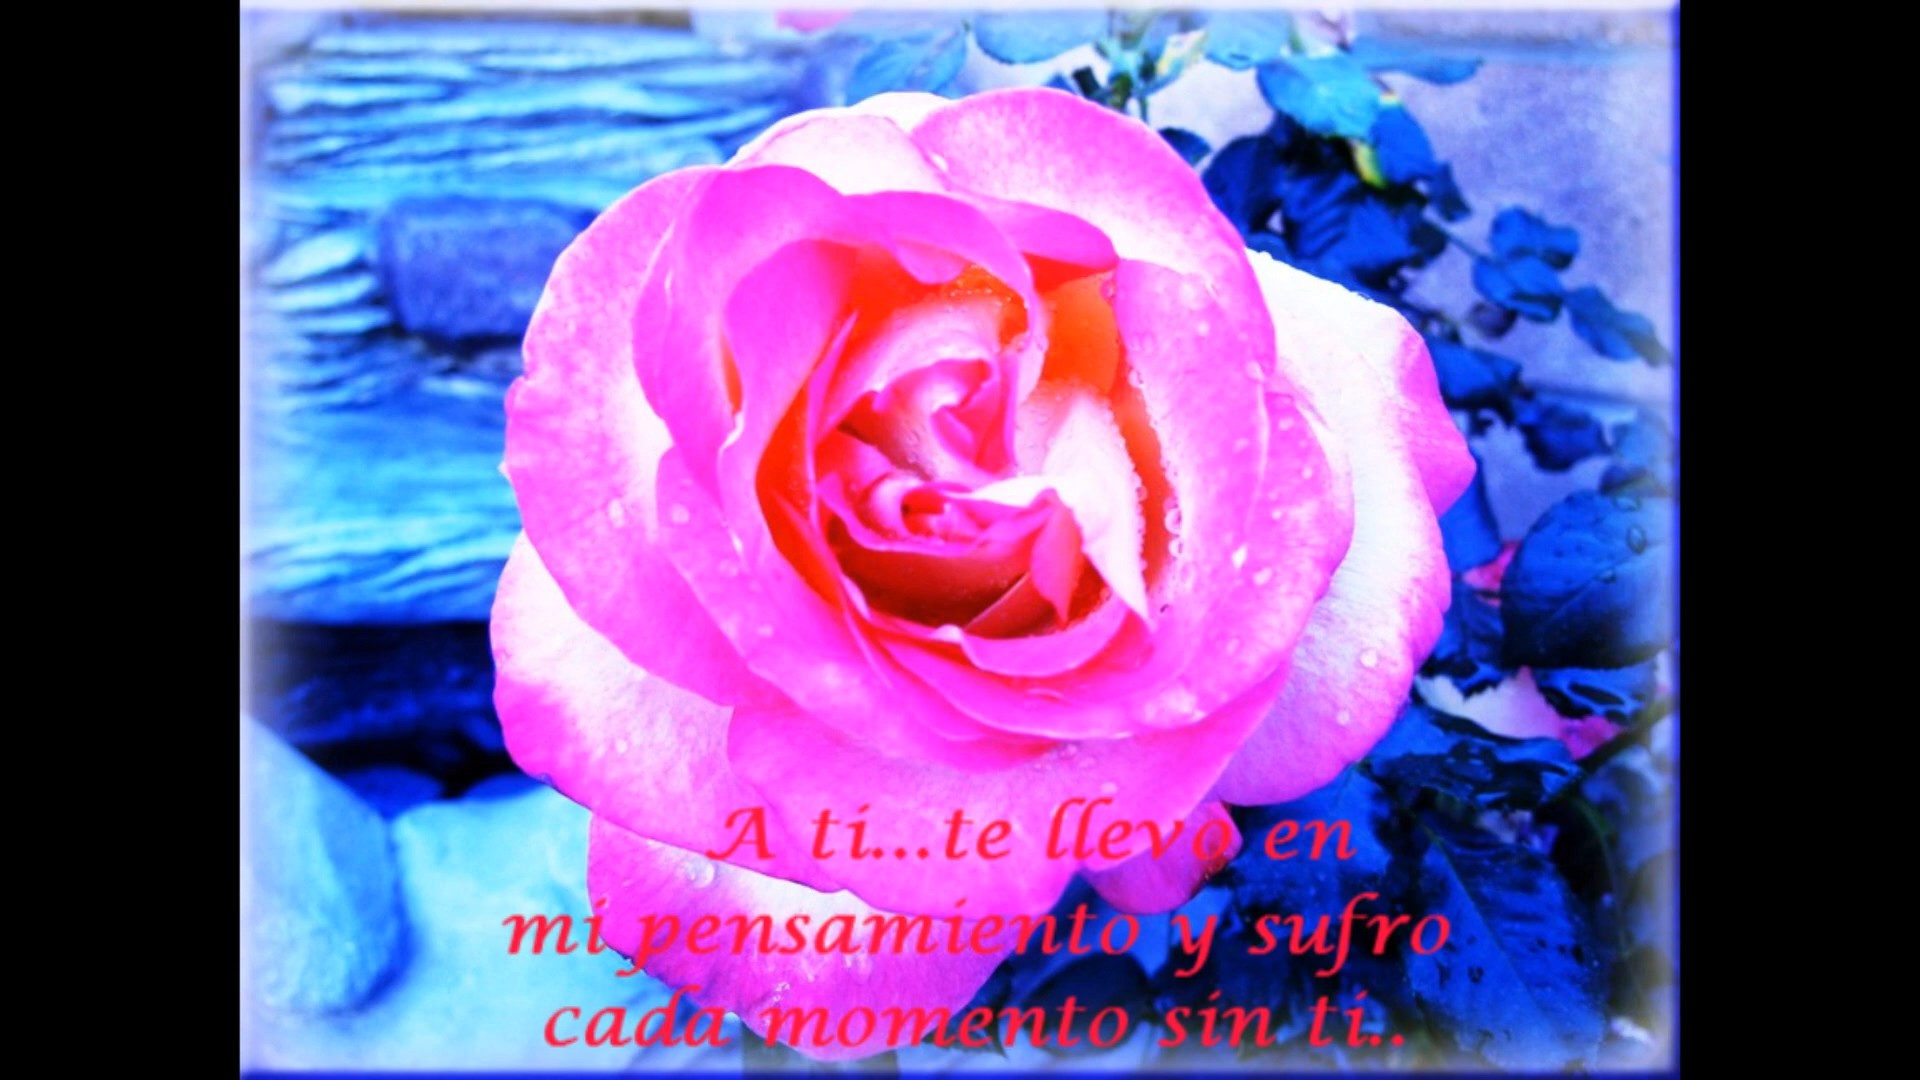 A ti...te llevo en
mi pensamiento y sufro
cada momento sin ti..